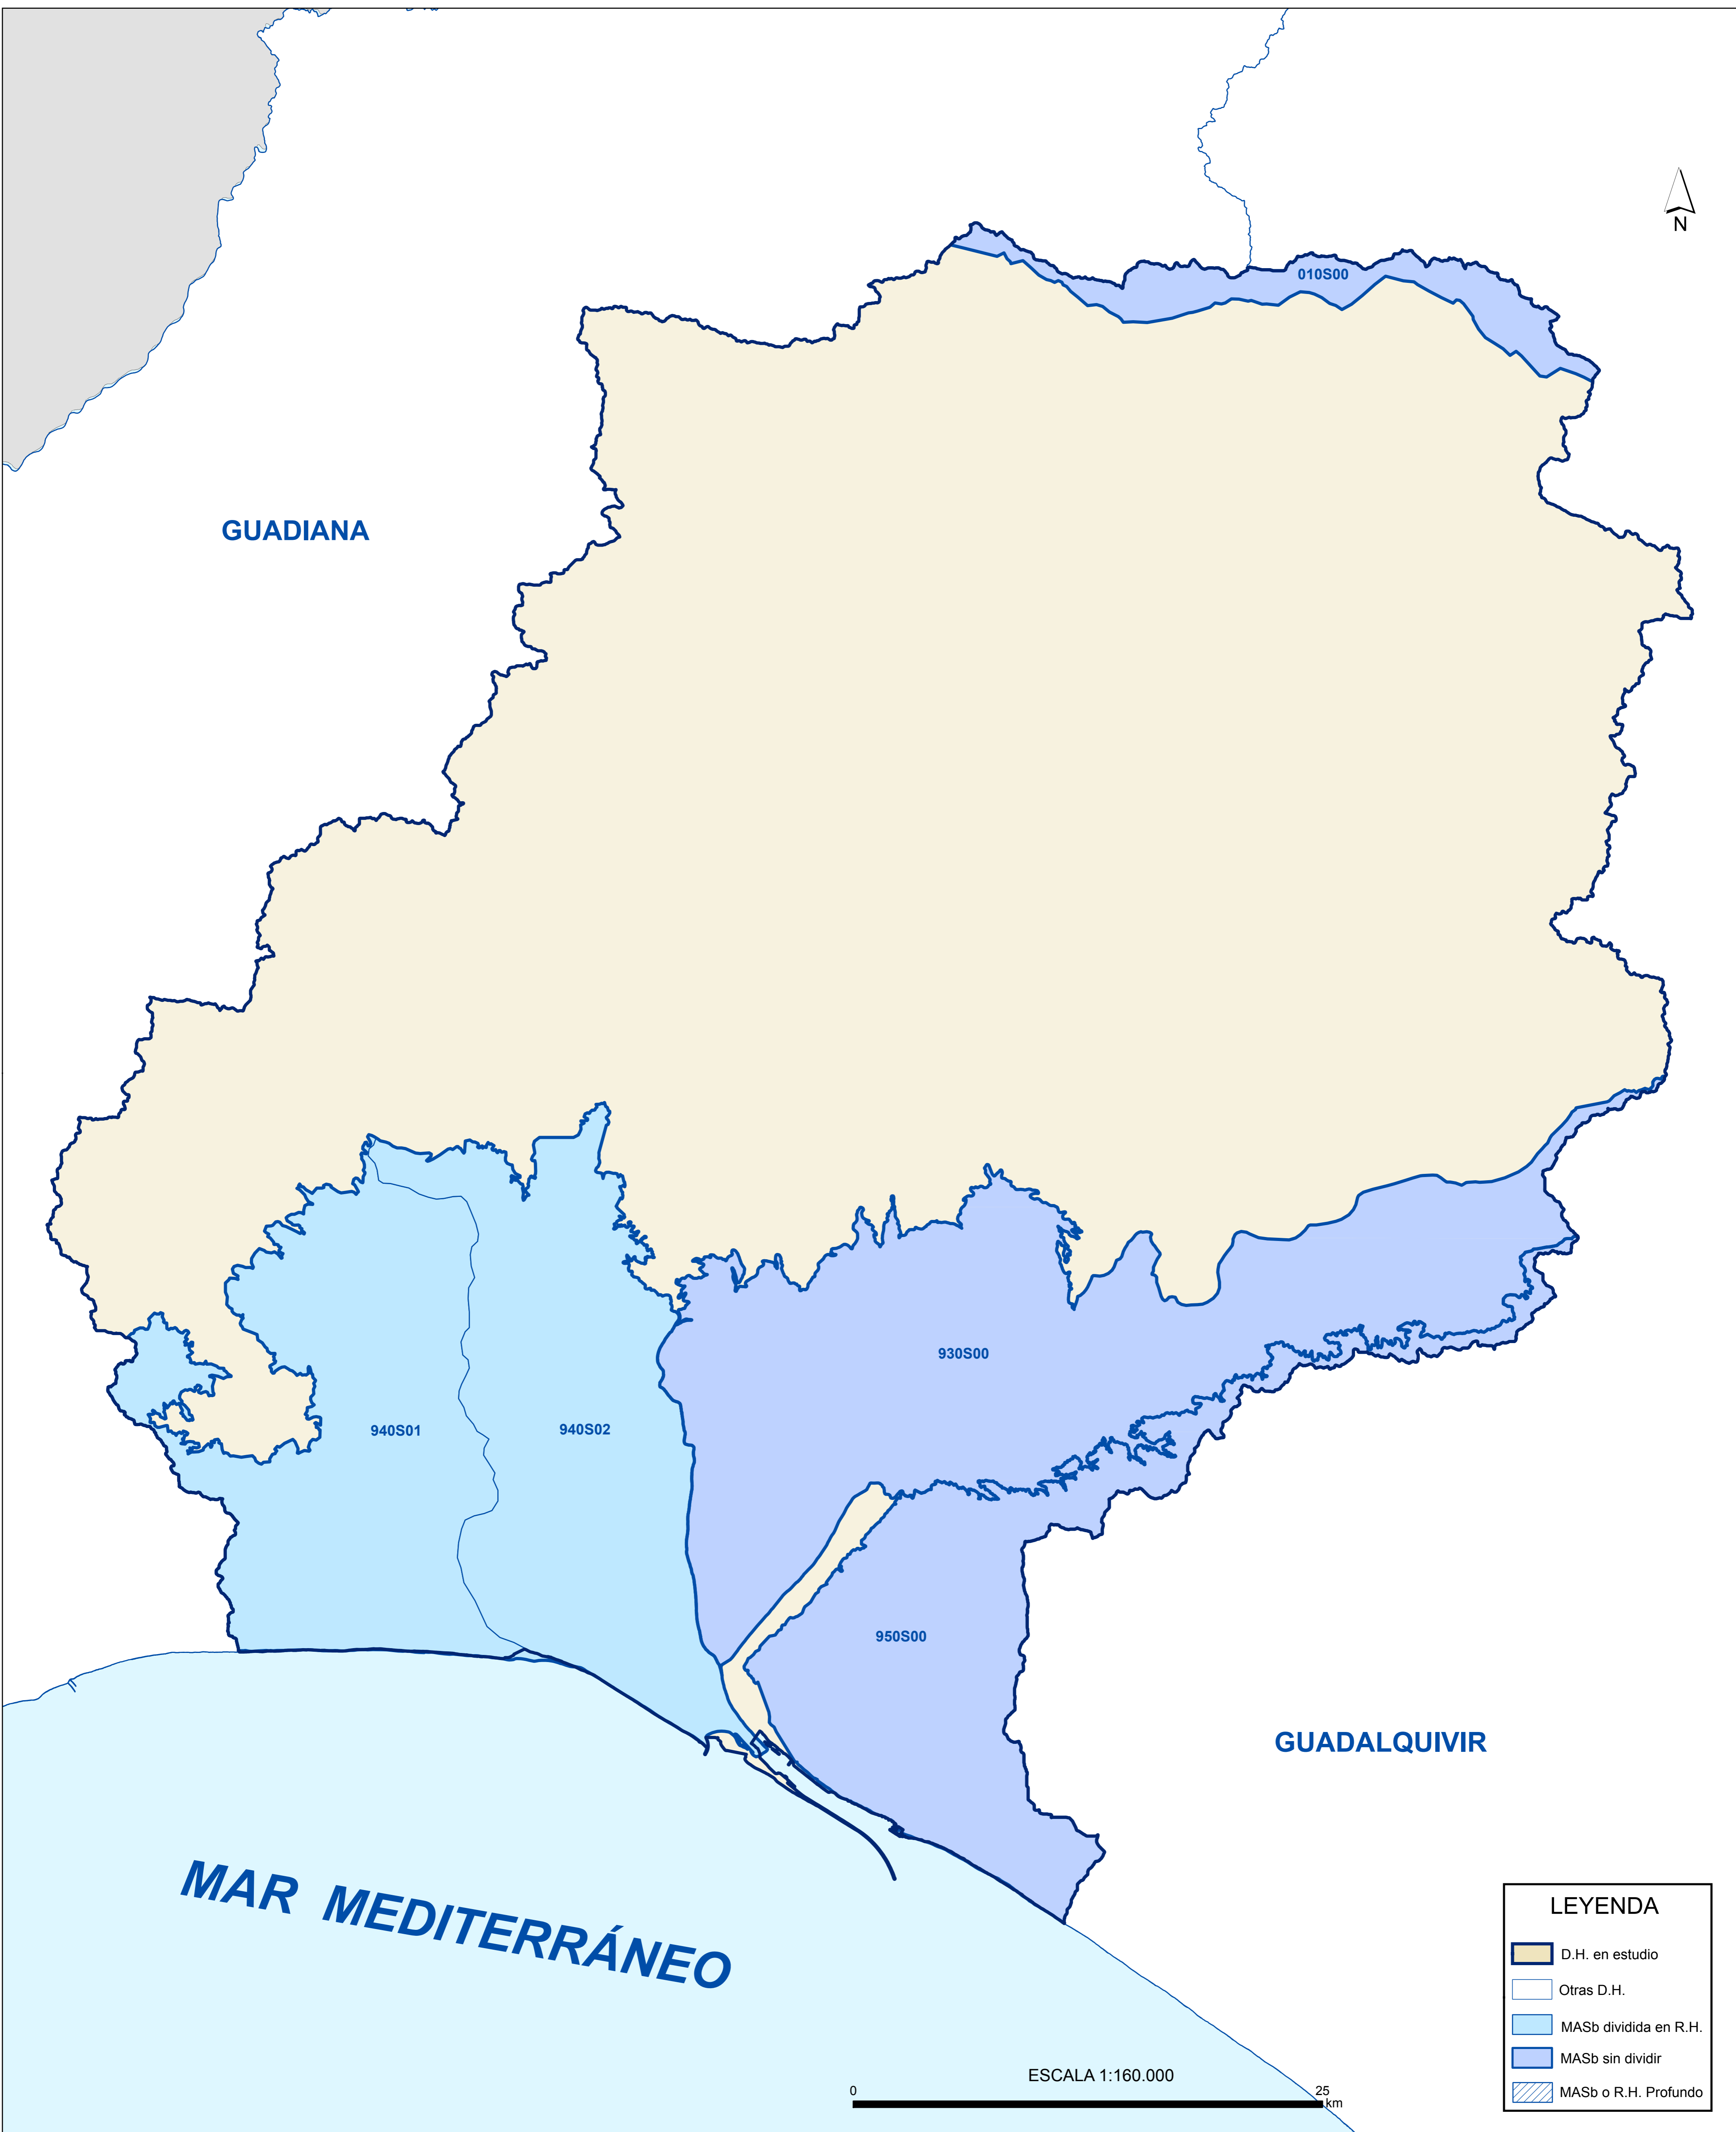 N
010S00
GUADIANA
930S00
940S01
940S02
950S00
GUADALQUIVIR
MAR MEDITERRÁNEO
LEYENDA
D.H. en estudio
Otras D.H.
MASb dividida en R.H.
MASb sin dividir
MASb o R.H. Profundo
ESCALA 1:160.000
0 25
km